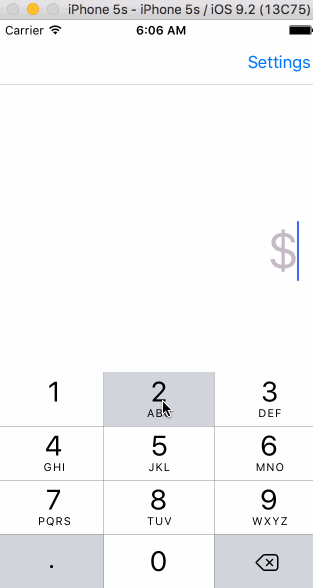 iPhone 5s - iPhone 5s / iOS 9.2 (13C75)
Carrier 6:06 AM
Settings
$
1 2 3
ABC DEF
4 5 6
GHI JKL MNO
7 8 9
PQRS TUV WXYZ
. 0